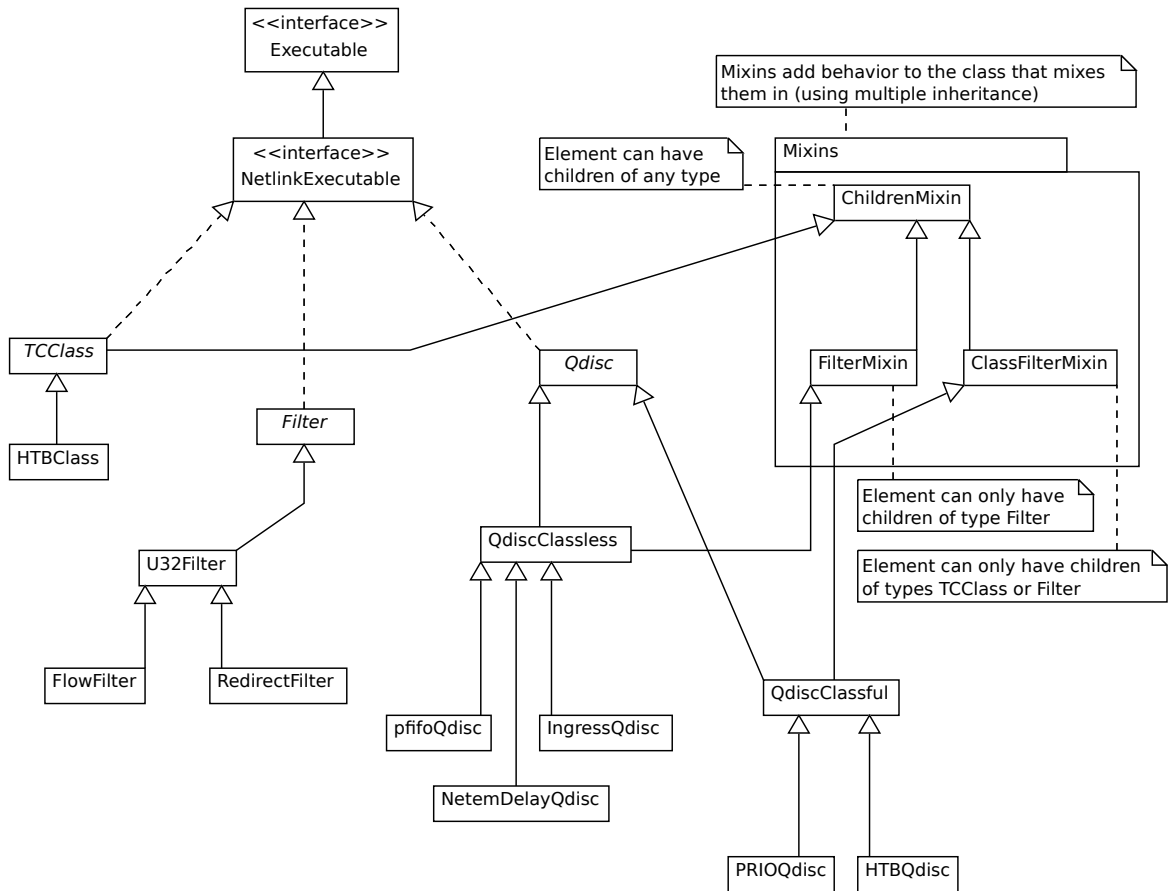 <<interface>>
Executable
Mixins add behavior to the class that mixes
them in (using multiple inheritance)
<<interface>>
NetlinkExecutable
Element can have
children of any type
Mixins
ChildrenMixin
TCClass
Qdisc
FilterMixin
ClassFilterMixin
Filter
HTBClass
Element can only have
children of type Filter
QdiscClassless
U32Filter
Element can only have children
of types TCClass or Filter
FlowFilter
RedirectFilter
QdiscClassful
pfifoQdisc
IngressQdisc
NetemDelayQdisc
PRIOQdisc
HTBQdisc